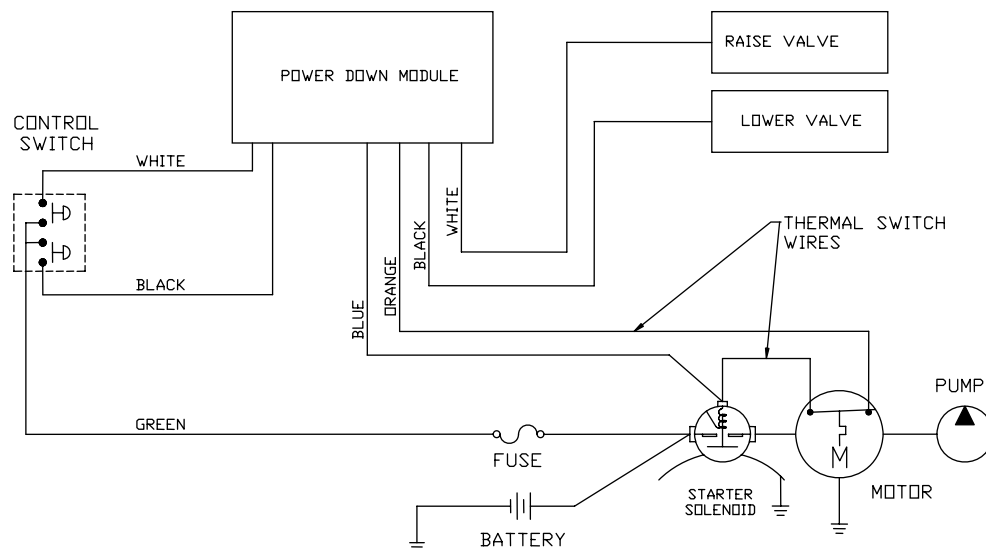 RAISE VALVE
POWER DOWN MODULE
LOWER VALVE
CONTROL
SWITCH
WHITE
WHITE
BLACK
THERMAL SWITCH
WIRES
ORANGE
BLUE
BLACK
PUMP
GREEN
FUSE
M
MOTOR
STARTER
SOLENOID
BATTERY